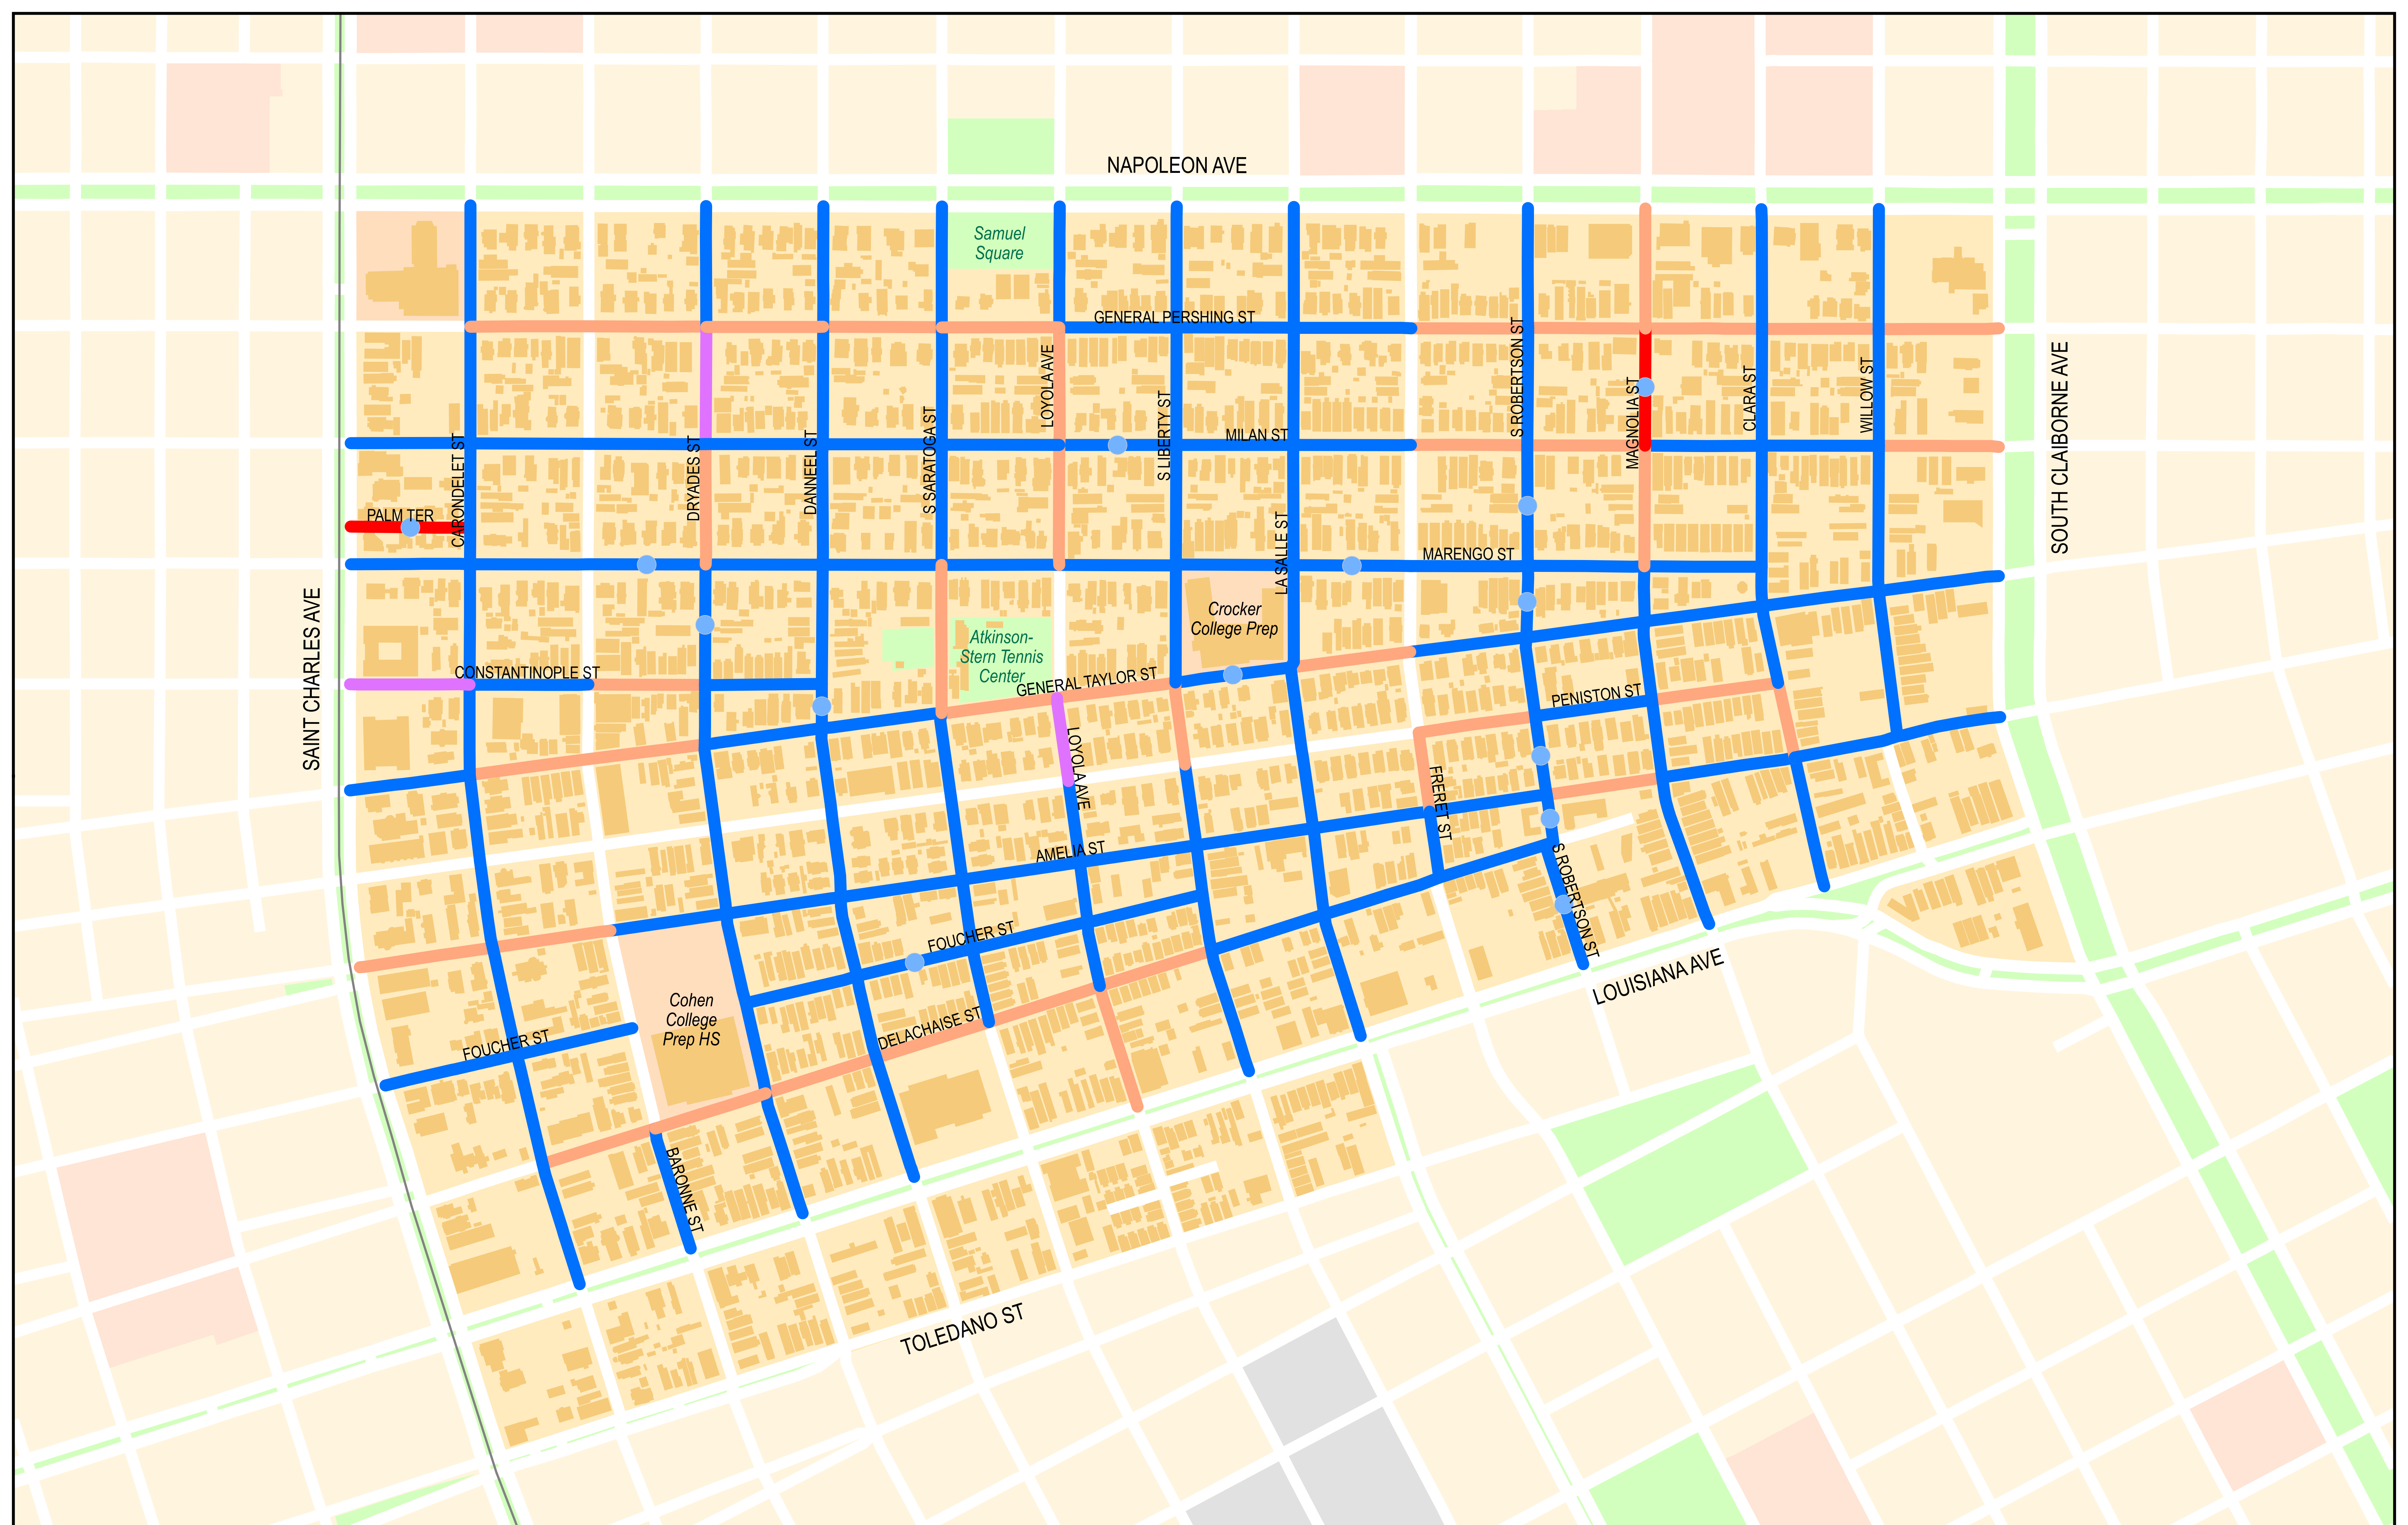 NAPOLEON AVE
Samuel
Square
GENERAL PERSHING ST
S ROBERTSON ST
LOYOLA AVE
SOUTH CLAIBORNE AVE
WILLOW ST
CLARA ST
MAGNOLIA ST
S LIBERTY ST
MILAN ST
S SARATOGA ST
DANNEEL ST
DRYADES ST
CARONDELET ST
PALM TER
LA SALLE ST
MARENGO ST
SAINT CHARLES AVE
Crocker
College Prep
Atkinson-
Stern Tennis
Center
CONSTANTINOPLE ST
GENERAL TAYLOR ST
PENISTON ST
LOYOLA AVE
FRERET ST
AMELIA ST
S ROBERTSON ST
FOUCHER ST
LOUISIANA AVE
Cohen
College
Prep HS
DELACHAISE ST
FOUCHER ST
BARONNE ST
TOLEDANO ST